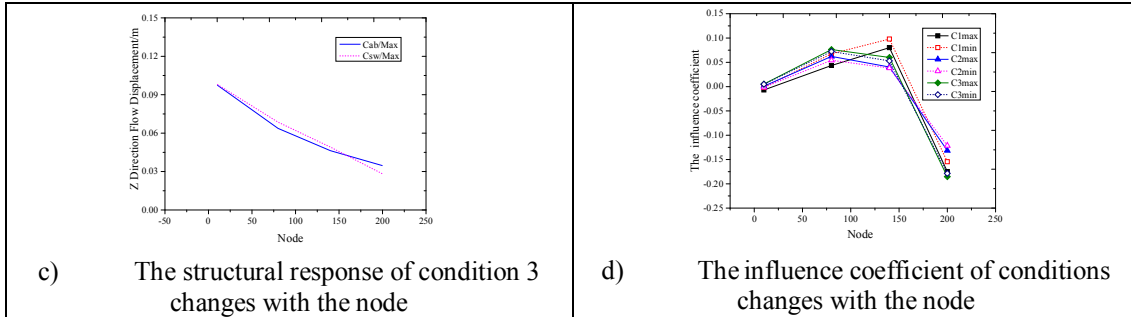 0.15
0.12
0.09
0.06
0.03
0.00
Z Direction Flow Displacement/m
Cab/Max
Csw/Max
-50 0 50 100 150 200 250
Node
c) The structural response of condition 3
changes with the node
0.15
0.10
0.05
0.00
-0.05
-0.10
-0.15
-0.20
-0.25
The influence coefficient
C1max
C1min
C2max
C2min
C3max
C3min
0 50 100 150 200 250
Node
d) The influence coefficient of conditions
changes with the node